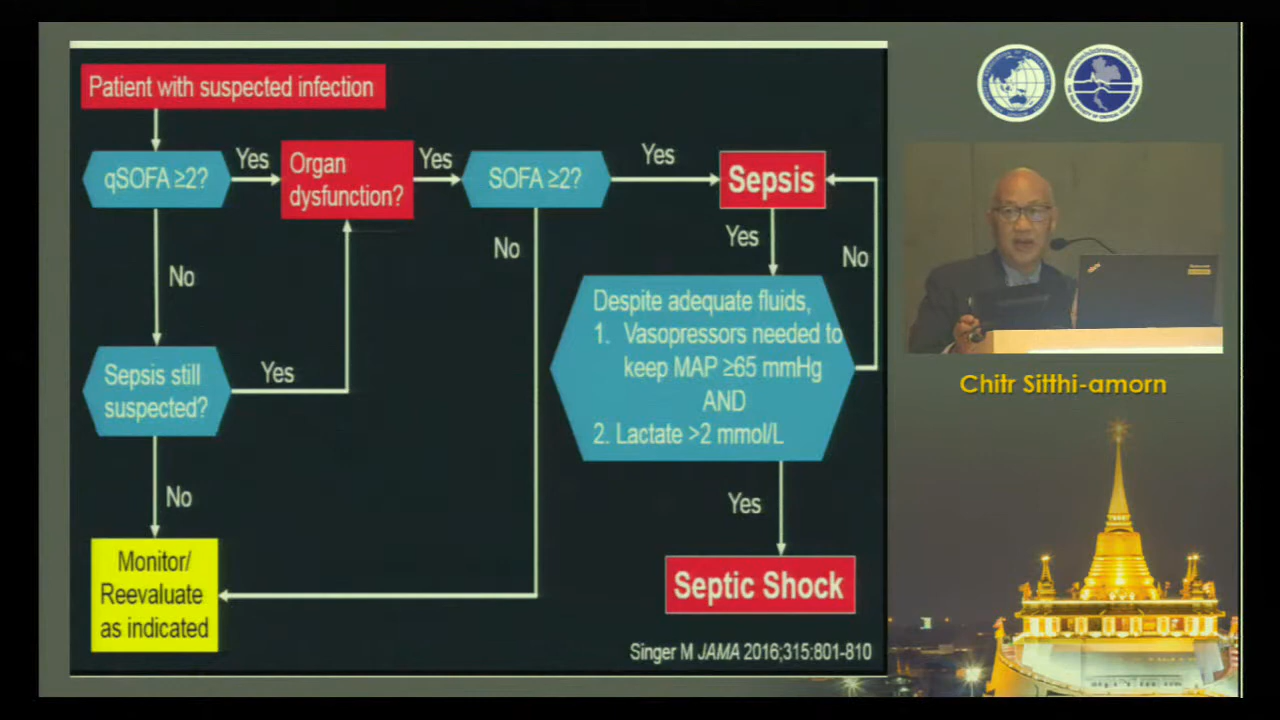 Patient with suspected infection
qSOFA ≥2?
Yes
Organ
dysfunction?
Yes
SOFA ≥2?
Yes
Sepsis
No
No
Yes
No
Despite adequate fluids,
1. Vasopressors needed to
keep MAP ≥65 mmHg
AND
2. Lactate >2 mmol/L
Sepsis still
suspected?
Yes
No
Yes
Monitor/
Reevaluate
as indicated
Septic Shock
Singer M JAMA 2016;315:801-810
Chitr Sitthi-amorn